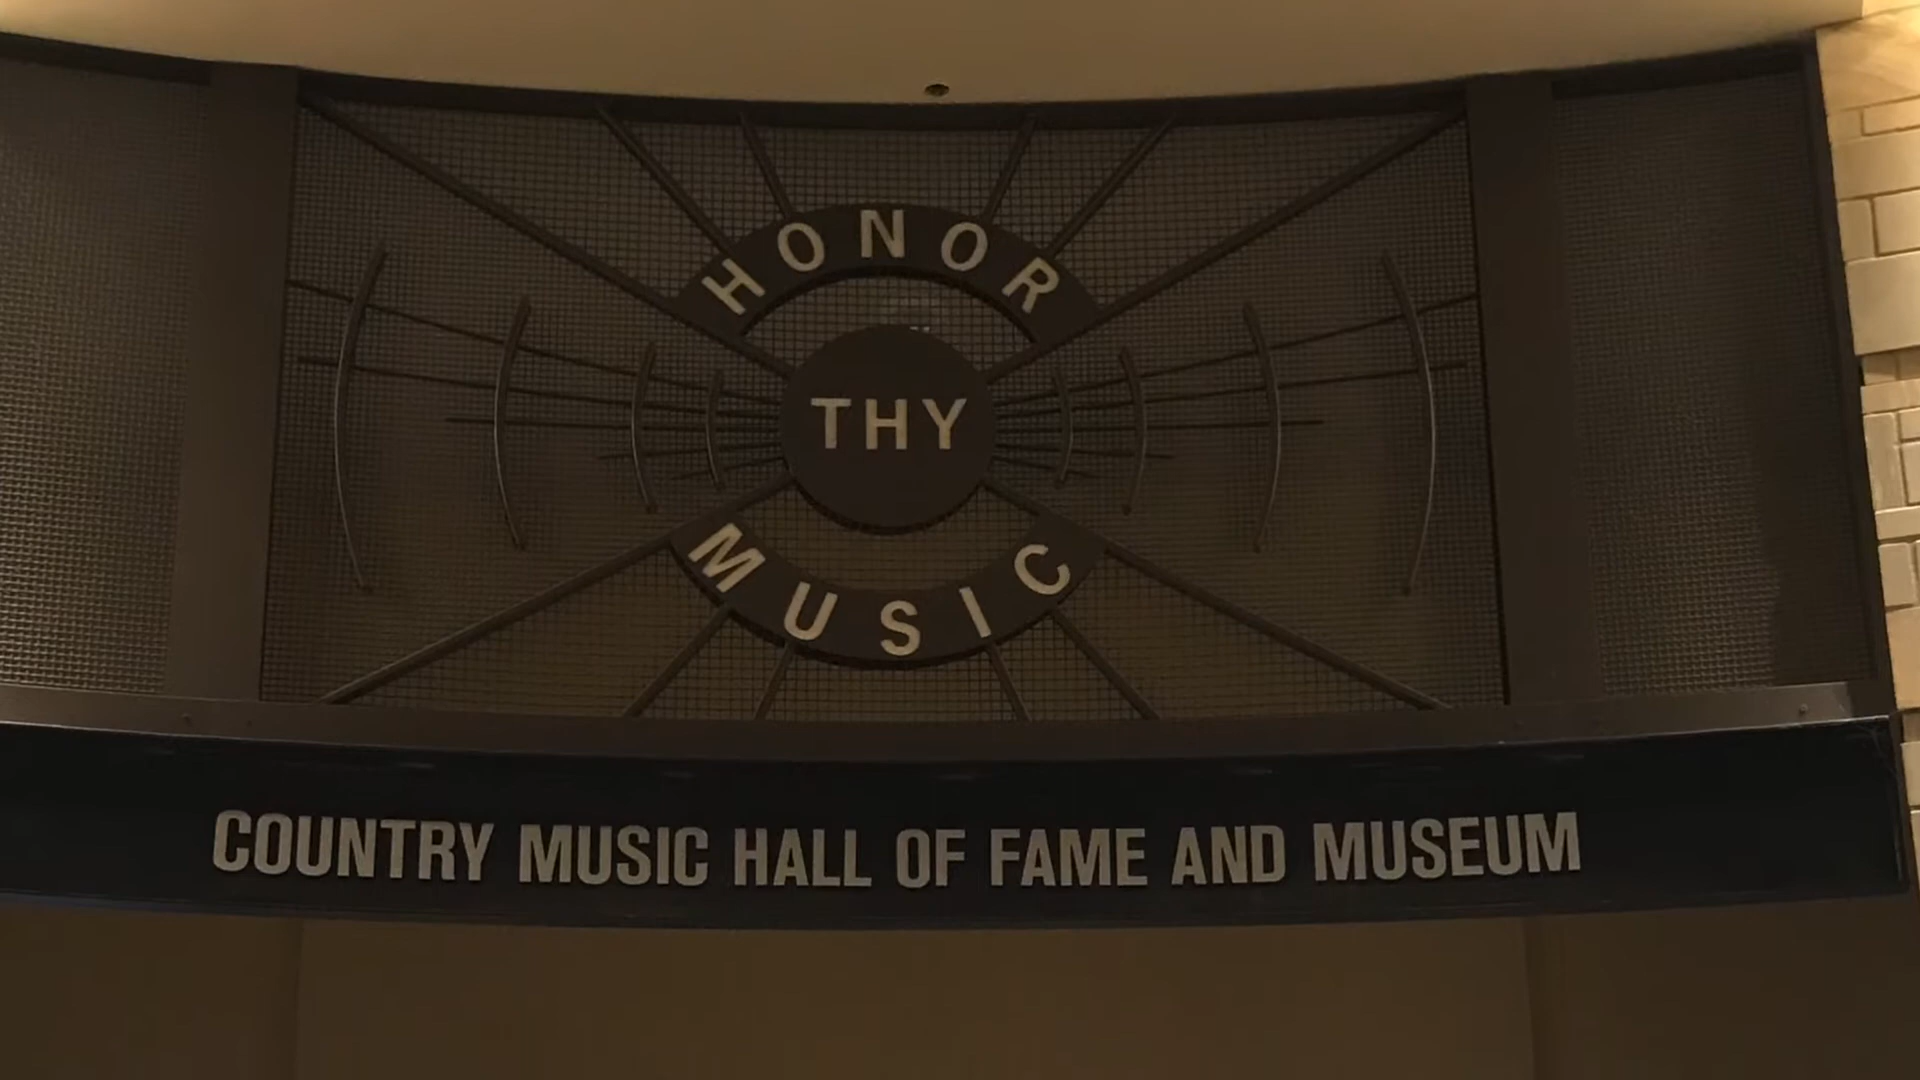 HONOR
THY
MUSIC
COUNTRY MUSIC HALL OF FAME AND MUSEUM